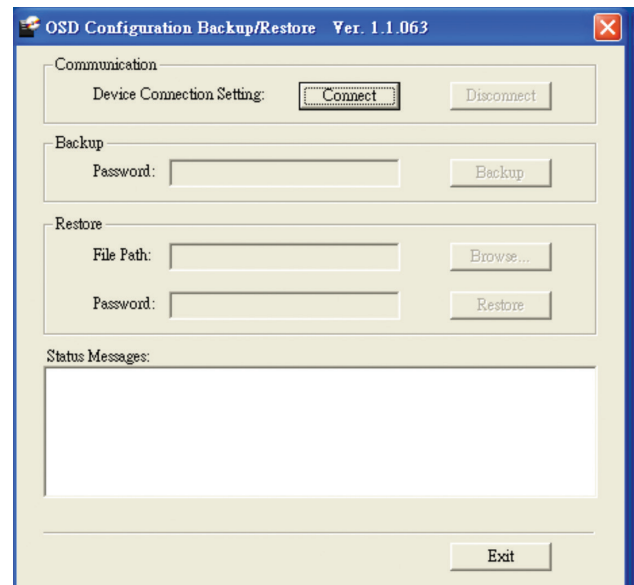 OSD Configuration Backup/Restore Ver. 1.1.063
Communication
Device Connection Setting: Connect Disconnect
Backup
Password: Backup
Restore
File Path: Browse...
Password: Restore
Status Messages:
Exit